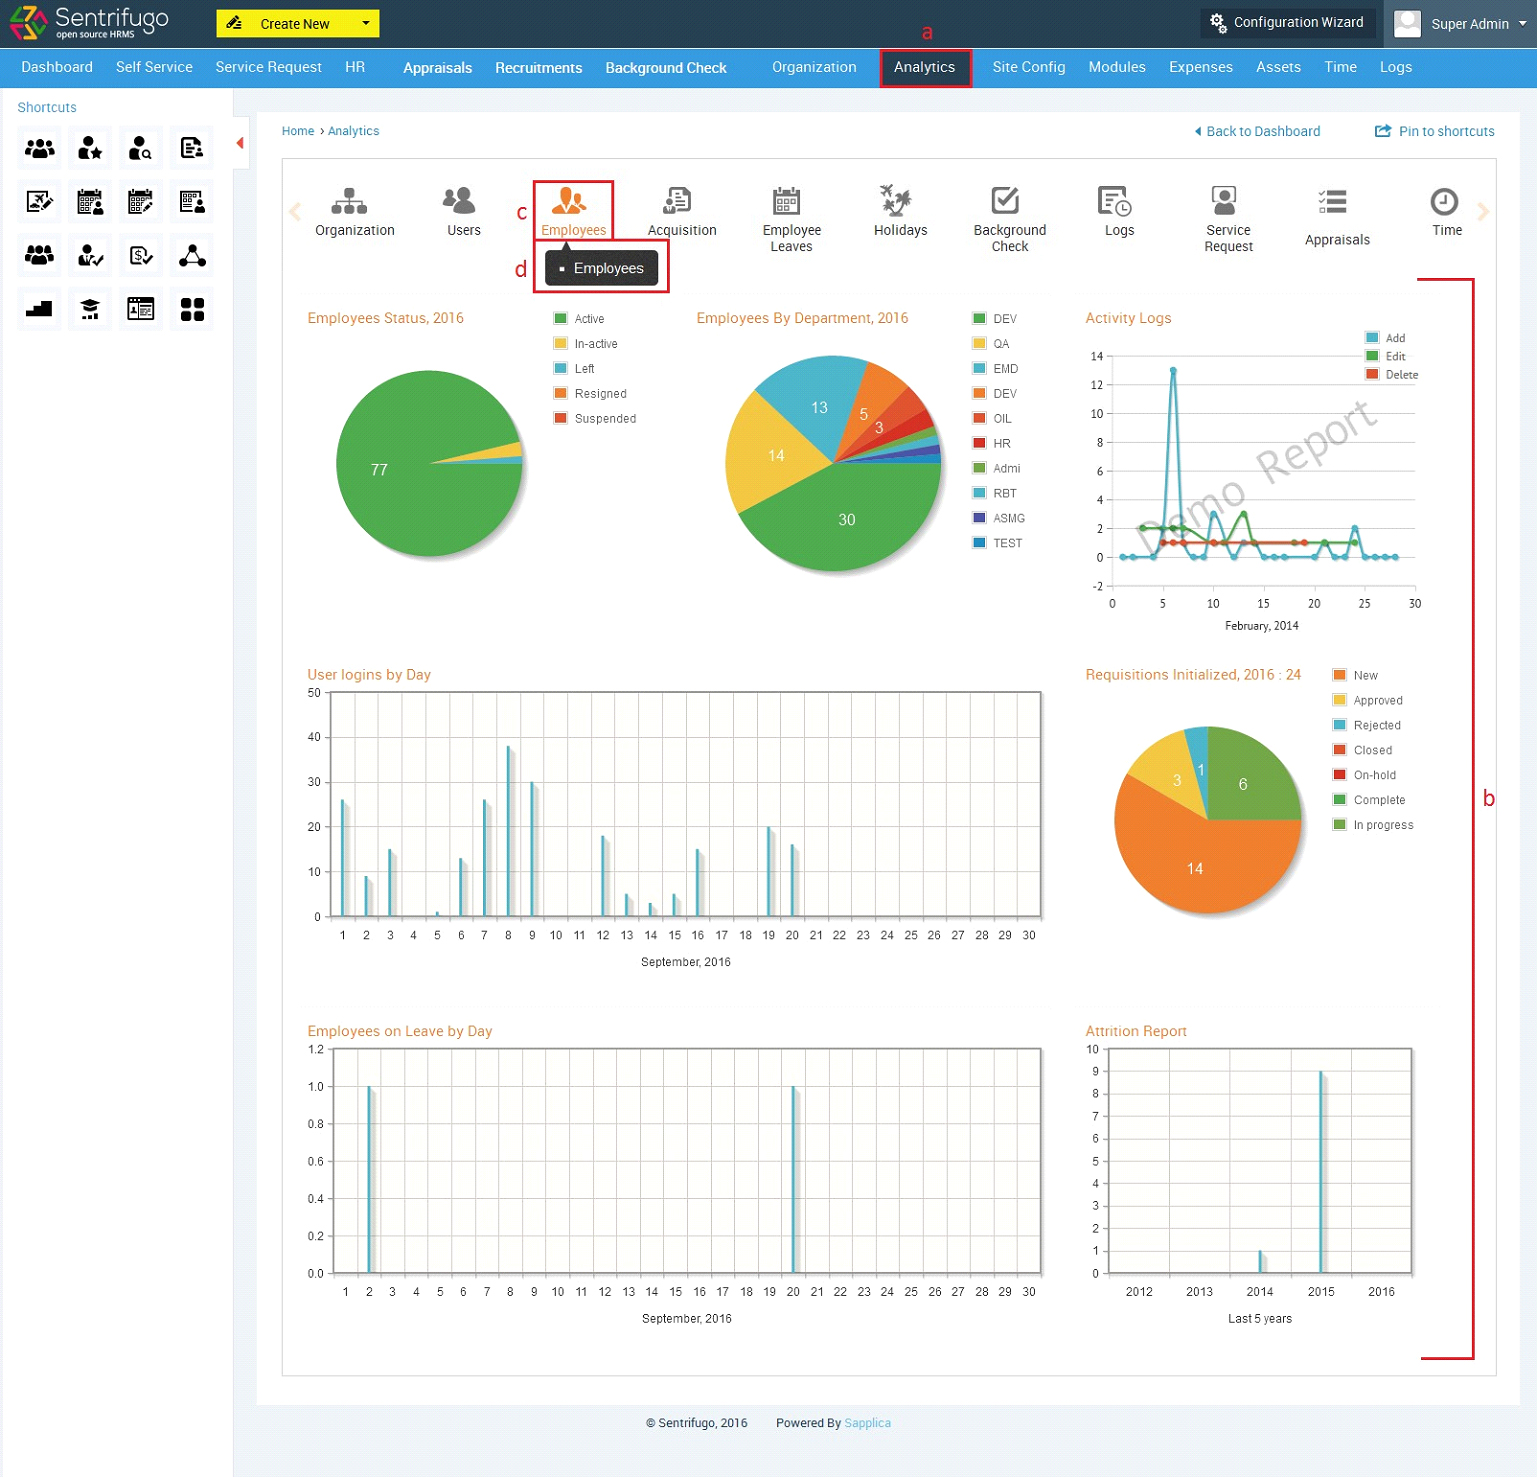 Sentrifugo
open source HRMS
Create New
a
Configuration Wizard
Super Admin
Dashboard Self Service Service Request HR Appraisals Recruitments Background Check Organization Analytics Site Config Modules Expenses Assets Time Logs
Shortcuts
Home › Analytics
Back to Dashboard
Pin to shortcuts
c
Organization Users Employees Acquisition Employee Leaves Holidays Background Check Logs Service Request Appraisals Time
d
Employees
Employees Status, 2016
Active
In-active
Left
Resigned
Suspended
77
Employees By Department, 2016
DEV
QA
EMD
DEV
OIL
HR
Admi
RBT
ASMG
TEST
13
5
3
14
30
Activity Logs
Add
Edit
Delete
14
12
10
8
6
4
2
0
-2
0 5 10 15 20 25 30
February, 2014
Demo Report
User logins by Day
50
40
30
20
10
0
1 2 3 4 5 6 7 8 9 10 11 12 13 14 15 16 17 18 19 20 21 22 23 24 25 26 27 28 29 30
September, 2016
Requisitions Initialized, 2016 : 24
New
Approved
Rejected
Closed
On-hold
Complete
In progress
3
1
6
14
b
Employees on Leave by Day
1.2
1.0
0.8
0.6
0.4
0.2
0.0
1 2 3 4 5 6 7 8 9 10 11 12 13 14 15 16 17 18 19 20 21 22 23 24 25 26 27 28 29 30
September, 2016
Attrition Report
10
9
8
7
6
5
4
3
2
1
0
2012 2013 2014 2015 2016
Last 5 years
© Sentrifugo, 2016 Powered By Sapplica